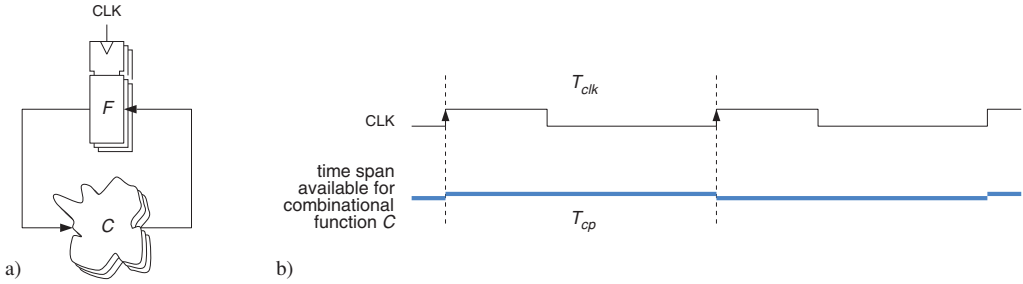 CLK
F
C
a)
T_clk
CLK
time span
available for
combinational
function C
T_cp
b)